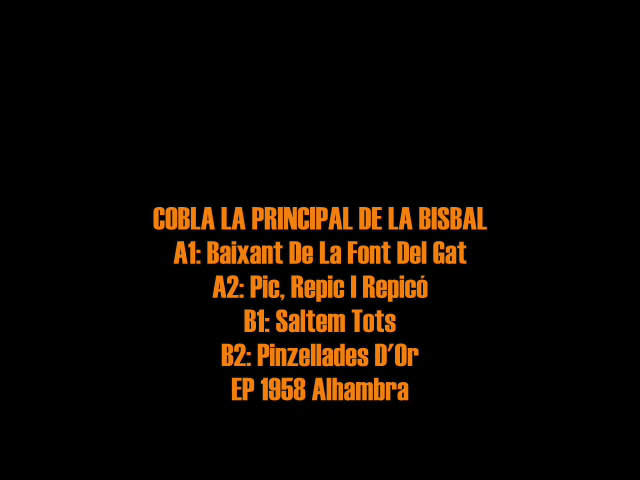 COBLA LA PRINCIPAL DE LA BISBAL
A1: Baixant De La Font Del Gat
A2: Pic, Repic I Repicó
B1: Saltem Tots
B2: Pinzellades D'Or
EP 1958 Alhambra